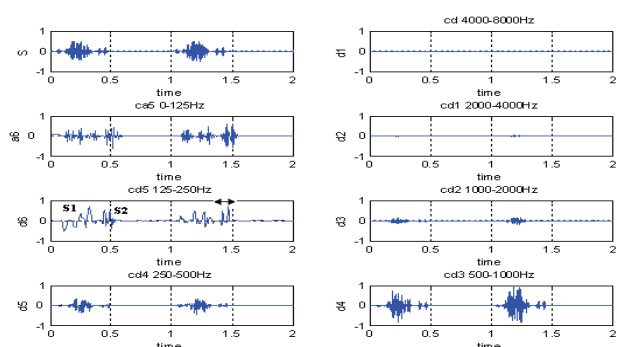 1
S 0
-1
0 0.5 1 1.5 2
time
cd 4000-8000Hz
1
d1 0
-1
0 0.5 1 1.5 2
time
ca5 0-125Hz
1
a6 0
-1
0 0.5 1 1.5 2
time
cd1 2000-4000Hz
1
d2 0
-1
0 0.5 1 1.5 2
time
cd5 125-250Hz
1
d6 0
-1
S1 S2
0 0.5 1 1.5 2
time
cd2 1000-2000Hz
1
d3 0
-1
0 0.5 1 1.5 2
time
cd4 250-500Hz
1
d5 0
-1
0 0.5 1 1.5 2
time
cd3 500-1000Hz
1
d4 0
-1
0 0.5 1 1.5 2
time